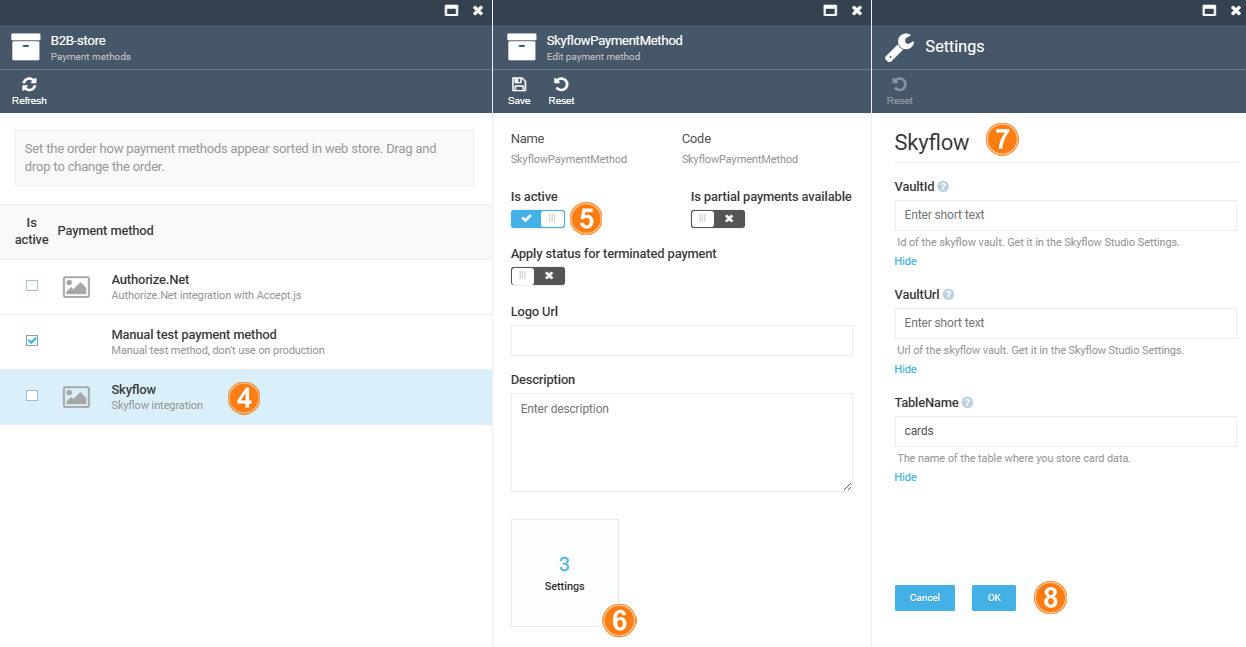 B2B-store
Payment methods
Refresh
Set the order how payment methods appear sorted in web store. Drag and
drop to change the order.
Is
active
Payment method
Authorize.Net
Authorize.Net integration with Accept.js
Manual test payment method
Manual test method, don't use on production
Skyflow
Skyflow integration
4
SkyflowPaymentMethod
Edit payment method
Save
Reset
Name
Code
SkyflowPaymentMethod
SkyflowPaymentMethod
Is active
5
Is partial payments available
Apply status for terminated payment
Logo Url
Description
Enter description
3
Settings
6
Settings
Reset
Skyflow
7
VaultId ?
Enter short text
Id of the skyflow vault. Get it in the Skyflow Studio Settings.
Hide
VaultUrl ?
Enter short text
Url of the skyflow vault. Get it in the Skyflow Studio Settings.
Hide
TableName ?
cards
The name of the table where you store card data.
Hide
Cancel
OK
8